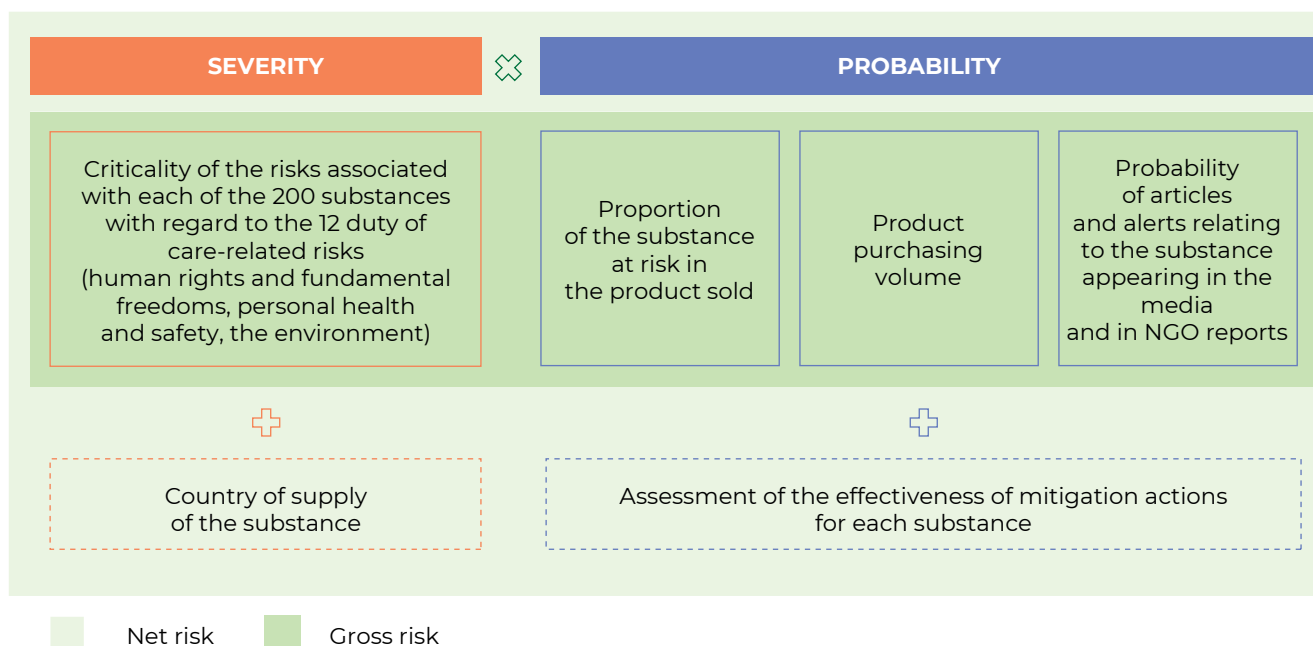 SEVERITY
PROBABILITY
Criticality of the risks associated
with each of the 200 substances
with regard to the 12 duty of
care-related risks
(human rights and fundamental
freedoms, personal health
and safety, the environment)
Proportion
of the substance
at risk in
the product sold
Product
purchasing
volume
Probability
of articles
and alerts relating
to the substance
appearing in the
media
and in NGO reports
Country of supply
of the substance
Assessment of the effectiveness of mitigation actions
for each substance
Net risk
Gross risk